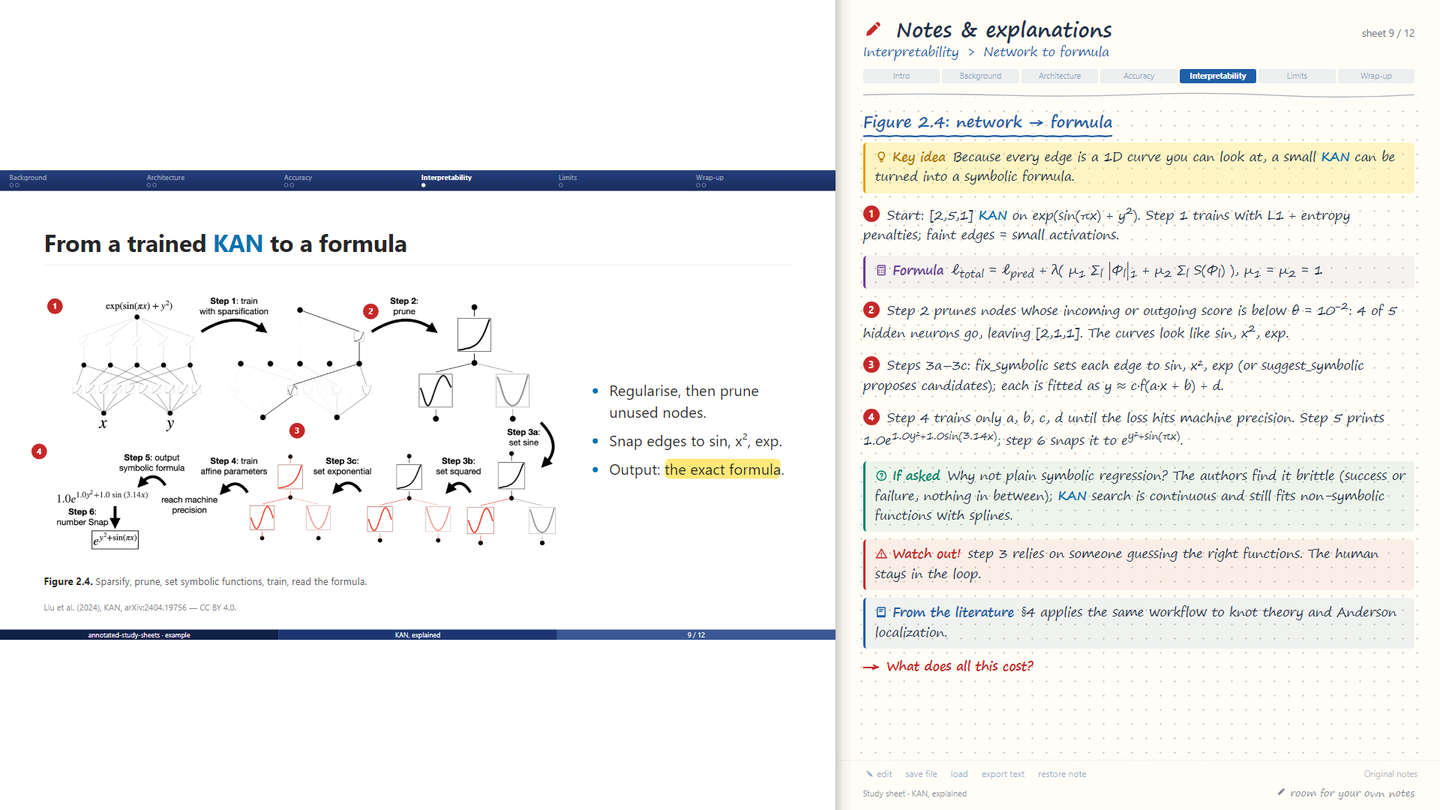 Background
Architecture
Accuracy
Interpretability
Limits
Wrap-up
From a trained KAN to a formula
1
exp(sin(πx) + y²)
Step 1: train
with sparsification
2
Step 2:
prune
x
y
3
Step 3a:
set sine
4
Step 5: output
symbolic formula
Step 4: train
affine parameters
Step 3c:
set exponential
Step 3b:
set squared
1.0e^1.0y²+1.0 sin (3.14x)
reach machine
precision
Step 6:
number Snap
e^y²+sin(πx)
• Regularise, then prune
unused nodes.
• Snap edges to sin, x², exp.
• Output: the exact formula.
Figure 2.4. Sparsify, prune, set symbolic functions, train, read the formula.
Liu et al. (2024), KAN, arXiv:2404.19756 — CC BY 4.0.
annotated-study-sheets · example
KAN, explained
9 / 12
Notes & explanations
sheet 9 / 12
Interpretability > Network to formula
Intro
Background
Architecture
Accuracy
Interpretability
Limits
Wrap-up
Figure 2.4: network → formula
Key idea Because every edge is a 1D curve you can look at, a small KAN can be
turned into a symbolic formula.
1 Start: [2,5,1] KAN on exp(sin(πx) + y²). Step 1 trains with L1 + entropy
penalties; faint edges = small activations.
Formula ℓtotal = ℓpred + λ( μ₁ Σₗ |Φₗ|₁ + μ₂ Σₗ S(Φₗ) ), μ₁ = μ₂ = 1
2 Step 2 prunes nodes whose incoming or outgoing score is below θ = 10⁻²: 4 of 5
hidden neurons go, leaving [2,1,1]. The curves look like sin, x², exp.
3 Steps 3a–3c: fix_symbolic sets each edge to sin, x², exp (or suggest_symbolic
proposes candidates); each is fitted as y ≈ c·f(a·x + b) + d.
4 Step 4 trains only a, b, c, d until the loss hits machine precision. Step 5 prints
1.0e^1.0y²+1.0sin(3.14x); step 6 snaps it to e^y²+sin(πx).
If asked Why not plain symbolic regression? The authors find it brittle (success or
failure, nothing in between); KAN search is continuous and still fits non-symbolic
functions with splines.
Watch out! step 3 relies on someone guessing the right functions. The human
stays in the loop.
From the literature §4 applies the same workflow to knot theory and Anderson
localization.
→ What does all this cost?
edit
save file
load
export text
restore note
Original notes
Study sheet · KAN, explained
room for your own notes